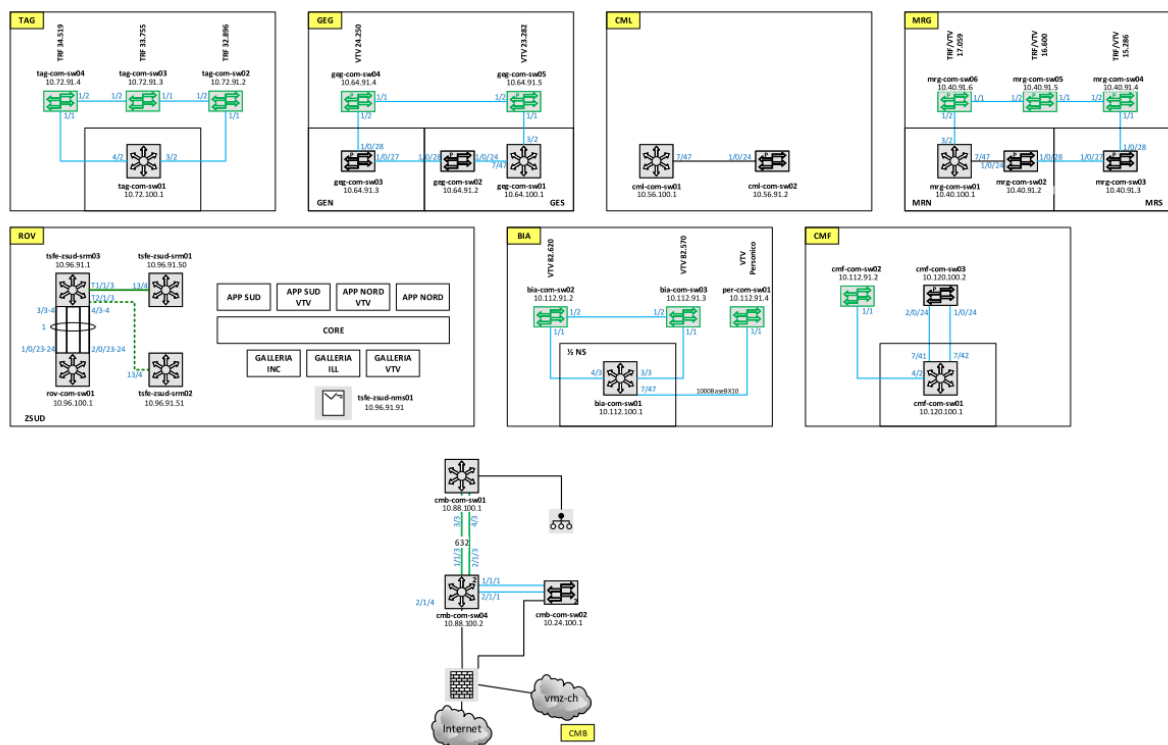 TAG
TRF 34.519
TRF 33.755
TRF 32.896
tag-com-sw04
10.72.91.4
tag-com-sw03
10.72.91.3
tag-com-sw02
10.72.91.2
1/2
1/2
1/1
1/2
1/1
1/1
4/2
3/2
tag-com-sw01
10.72.100.1
GEG
VTV 24.250
VTV 23.282
geg-com-sw04
10.64.91.4
geg-com-sw05
10.64.91.5
P
1/1
1/2
1/2
1/1
1/0/28
1/0/27
1/0/28
1/0/24
3/2
7/47
geg-com-sw03
10.64.91.3
geg-com-sw02
10.64.91.2
geg-com-sw01
10.64.100.1
GEN
GES
CML
7/47
1/0/24
cml-com-sw01
10.56.100.1
cml-com-sw02
10.56.91.2
MRG
TRF/VTV
17.059
TRF/VTV
16.600
TRF/VTV
15.286
mrg-com-sw06
10.40.91.6
mrg-com-sw05
10.40.91.5
mrg-com-sw04
10.40.91.4
1/1
1/2
1/1
1/2
1/2
1/1
3/2
7/47
1/0/24
1/0/28
1/0/27
1/0/28
mrg-com-sw01
10.40.100.1
mrg-com-sw02
10.40.91.2
mrg-com-sw03
10.40.91.3
MRN
MRS
ROV
tsfe-zsud-srm03
10.96.91.1
tsfe-zsud-srm01
10.96.91.50
T1/1/3
13/4
T2/1/3
3/3-4
4/3-4
1
1/0/23-24
2/0/23-24
13/4
rov-com-sw01
10.96.100.1
tsfe-zsud-srm02
10.96.91.51
ZSUD
APP SUD
APP SUD
VTV
APP NORD
VTV
APP NORD
CORE
GALLERIA
INC
GALLERIA
ILL
GALLERIA
VTV
tsfe-zsud-nms01
10.96.91.91
BIA
VTV 82.620
VTV 82.570
VTV
Personico
bia-com-sw02
10.112.91.2
bia-com-sw03
10.112.91.3
per-com-sw01
10.112.91.4
1/2
1/2
1/1
1/1
1/1
½ NS
4/3
3/3
7/47
1000BaseBX10
bia-com-sw01
10.112.100.1
CMF
cmf-com-sw02
10.112.91.2
cmf-com-sw03
10.120.100.2
P
1/1
2/0/24
1/0/24
7/41
7/42
4/2
cmf-com-sw01
10.120.100.1
cmb-com-sw01
10.88.100.1
3/3
4/3
632
1/1/3
2/1/3
2
1/1/1
2/1/1
2/1/4
2
cmb-com-sw04
10.88.100.2
cmb-com-sw02
10.24.100.1
vmz-ch
Internet
CMB